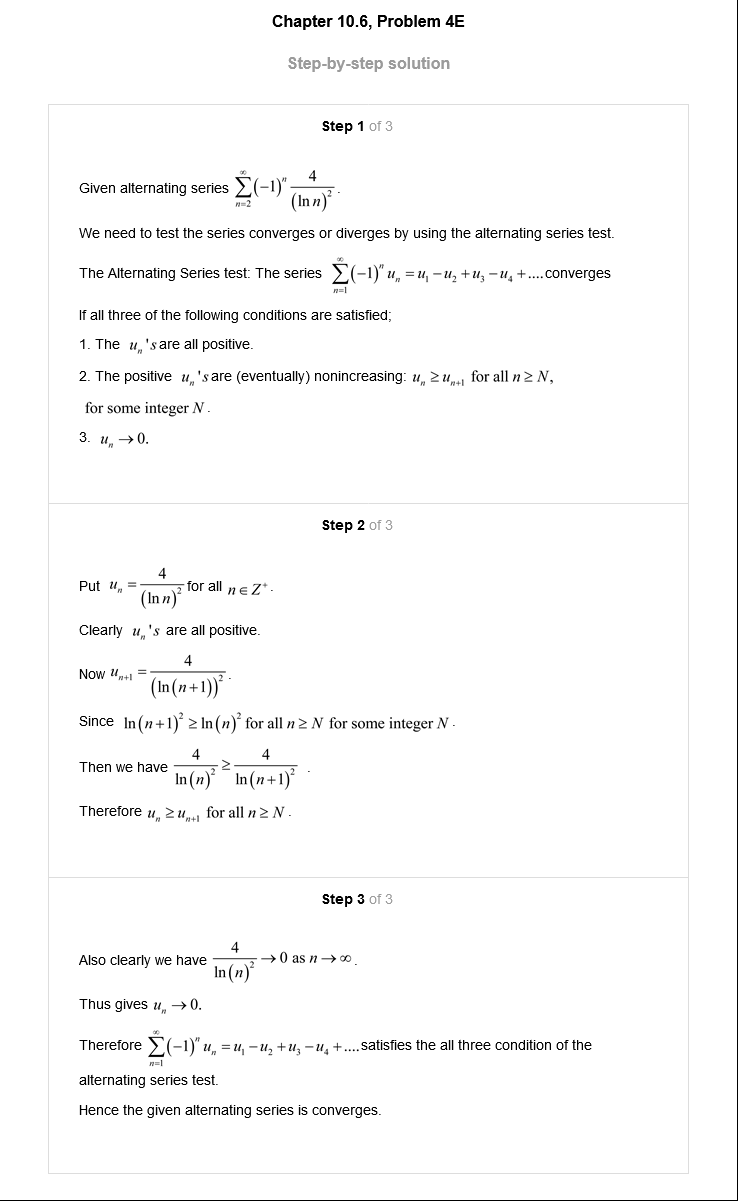 Chapter 10.6, Problem 4E
Step-by-step solution
Step 1 of 3
Given alternating series $\sum_{n=2}^{\infty}(-1)^n \frac{4}{(\ln n)^2}$.
We need to test the series converges or diverges by using the alternating series test.
The Alternating Series test: The series $\sum_{n=1}^{\infty}(-1)^n u_n = u_1 - u_2 + u_3 - u_4 + ....$converges
If all three of the following conditions are satisfied;
1. The $u_n$'s are all positive.
2. The positive $u_n$'s are (eventually) nonincreasing: $u_n \geq u_{n+1}$ for all $n \geq N$,
for some integer $N$.
3. $u_n \to 0$.
Step 2 of 3
Put $u_n = \frac{4}{(\ln n)^2}$ for all $n \in Z^+$.
Clearly $u_n$'s are all positive.
Now $u_{n+1} = \frac{4}{(\ln(n+1))^2}$.
Since $\ln(n+1)^2 \geq \ln(n)^2$ for all $n \geq N$ for some integer $N$.
Then we have $\frac{4}{\ln(n)^2} \geq \frac{4}{\ln(n+1)^2}$.
Therefore $u_n \geq u_{n+1}$ for all $n \geq N$.
Step 3 of 3
Also clearly we have $\frac{4}{\ln(n)^2} \to 0$ as $n \to \infty$.
Thus gives $u_n \to 0$.
Therefore $\sum_{n=1}^{\infty}(-1)^n u_n = u_1 - u_2 + u_3 - u_4 + ....$satisfies the all three condition of the
alternating series test.
Hence the given alternating series is converges.